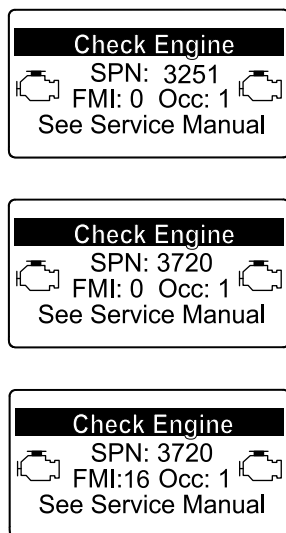 Check Engine
SPN: 3251
FMI: 0 Occ: 1
See Service Manual
Check Engine
SPN: 3720
FMI: 0 Occ: 1
See Service Manual
Check Engine
SPN: 3720
FMI:16 Occ: 1
See Service Manual